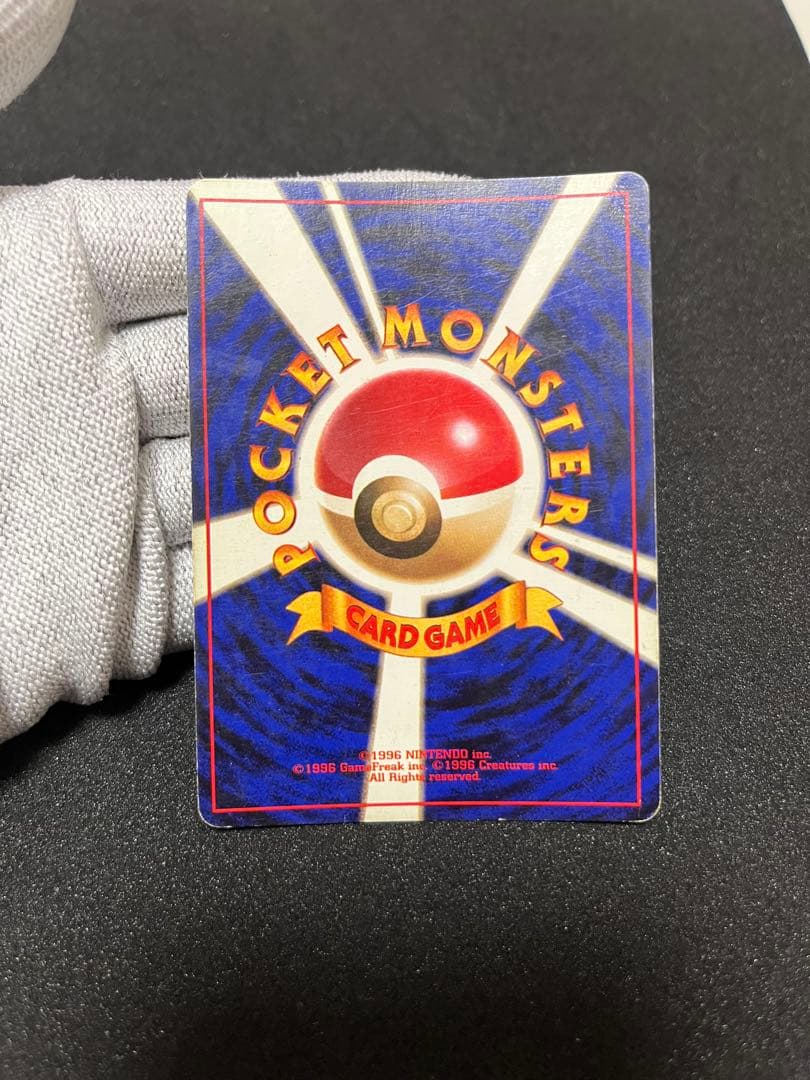 POCKET MONSTERS
CARD GAME
©1996 NINTENDO inc.
©1996 GameFreak inc. ©1996 Creatures inc.
All Rights reserved.